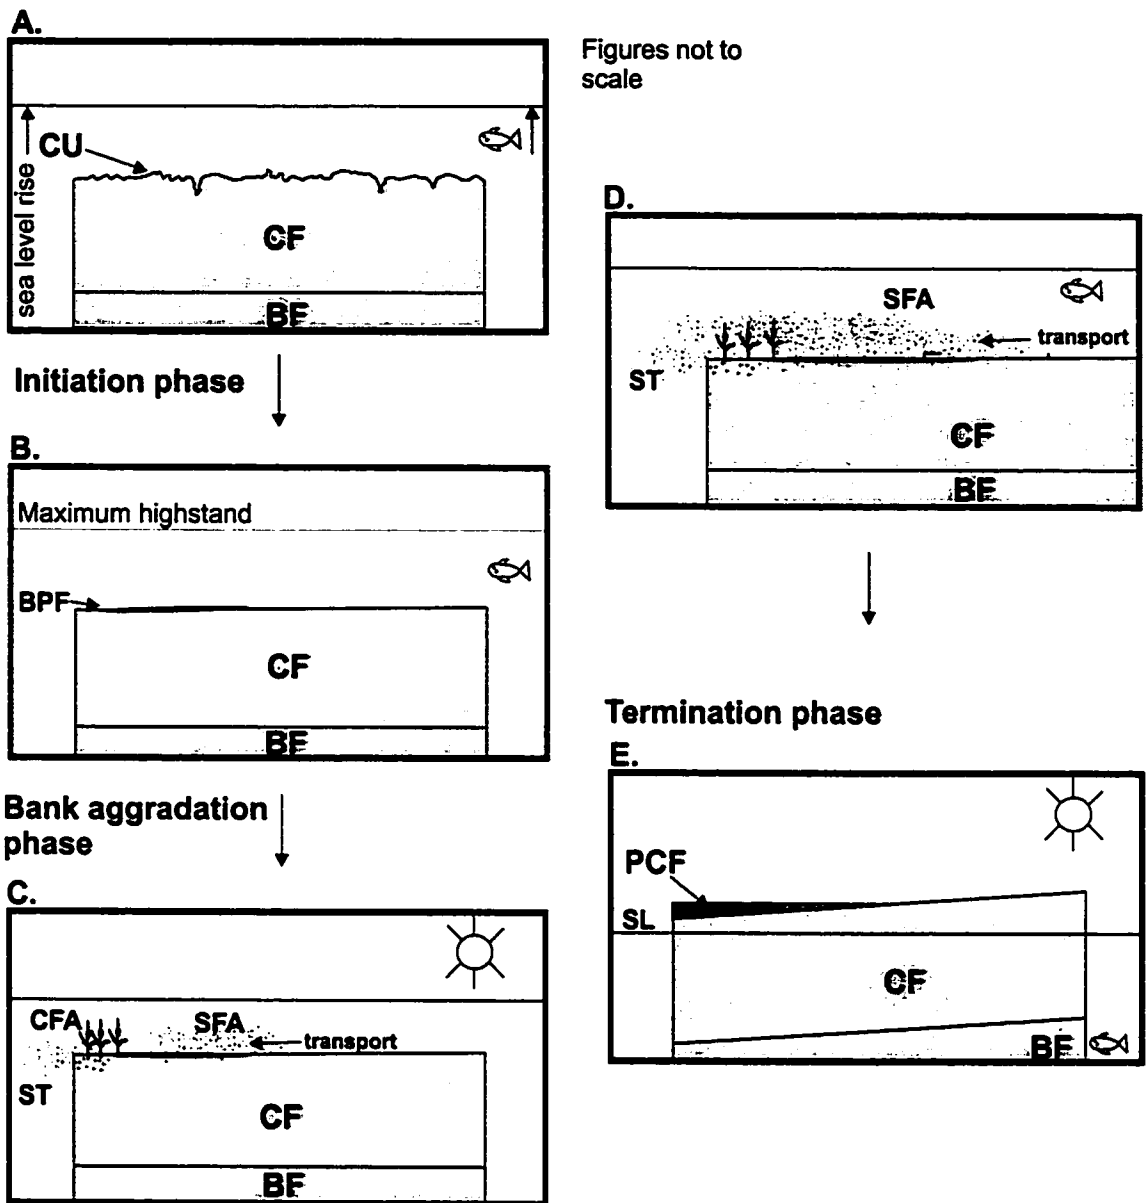 A.
Figures not to
scale
CU
sea level rise
CF
BF
Initiation phase
B.
Maximum highstand
BPF
CF
BF
Bank aggradation
phase
C.
CFA
SFA
transport
ST
CF
BF
D.
SFA
transport
ST
CF
BF
Termination phase
E.
PCF
SL
CF
BF